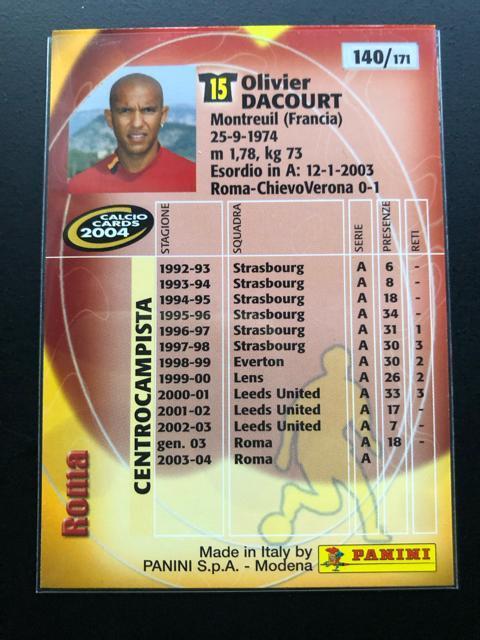 140/171
15 Olivier
DACOURT
Montreuil (Francia)
25-9-1974
m 1,78, kg 73
Esordio in A: 12-1-2003
Roma-ChievoVerona 0-1
CALCIO
CARDS
2004
STAGIONE SQUADRA SERIE PRESENZE RETI
1992-93 Strasbourg A 6 -
1993-94 Strasbourg A 8 -
1994-95 Strasbourg A 18 -
1995-96 Strasbourg A 34 -
1996-97 Strasbourg A 31 1
1997-98 Strasbourg A 30 3
1998-99 Everton A 30 2
1999-00 Lens A 26 -
2000-01 Leeds United A 33 3
2001-02 Leeds United A 17 -
2002-03 Leeds United A 7 -
gen. 03 Roma A 18 -
2003-04 Roma A
CENTROCAMPISTA
Roma
Made in Italy by
PANINI S.p.A. - Modena
PANINI